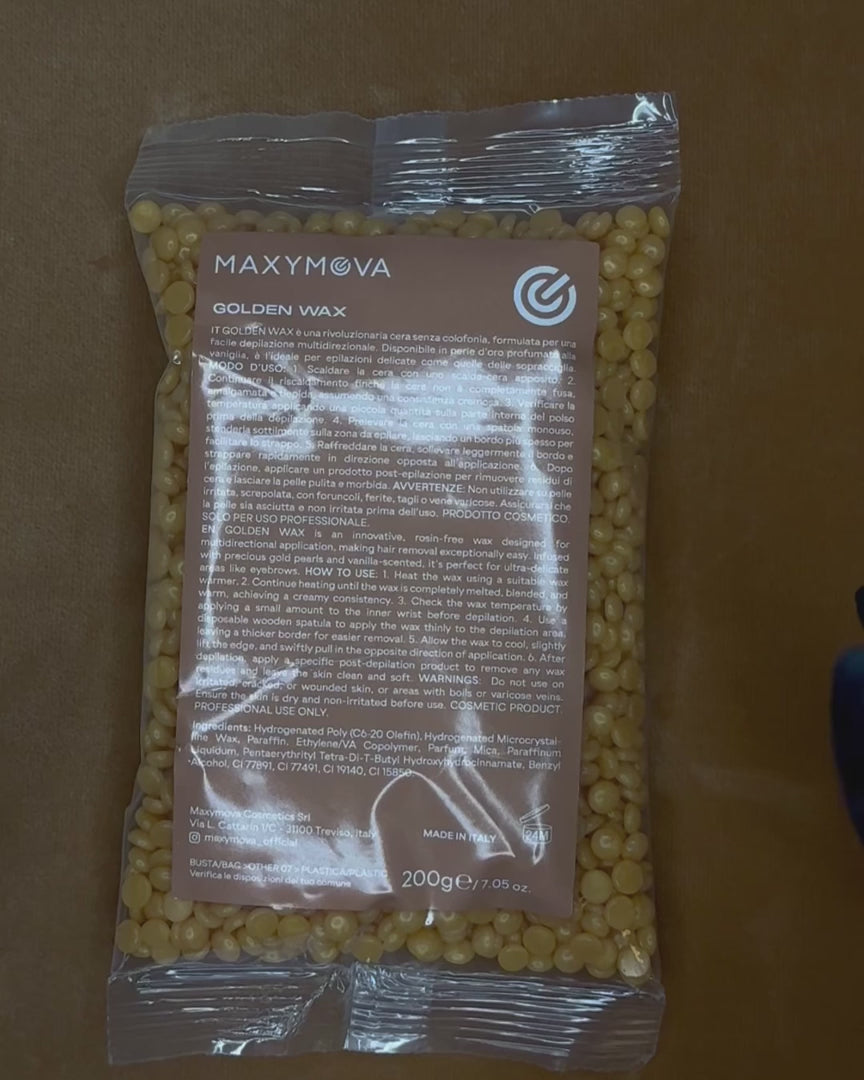 MAXYMOVA
GOLDEN WAX
IT GOLDEN WAX è una rivoluzionaria cera senza colofonia, formulata per una
facile depilazione multidirezionale. Disponibile in perle d'oro profumate alla
vaniglia, è l'ideale per epilazioni delicate come quelle delle sopracciglia.
MODO D'USO: 1. Scaldare la cera con uno scalda-cera apposito. 2.
Continuare il riscaldamento finché la cera non è completamente fusa,
amalgamata e tiepida, assumendo una consistenza cremosa. 3. Verificare la
temperatura applicando una piccola quantità sulla parte interna del polso
prima della depilazione. 4. Prelevare la cera con una spatola monouso,
stenderla sottilmente sulla zona da epilare, lasciando un bordo più spesso per
facilitare lo strappo. 5. Raffreddare la cera, sollevare leggermente il bordo e
strappare rapidamente in direzione opposta all'applicazione. 6. Dopo
l'epilazione, applicare un prodotto post-epilazione per rimuovere residui di
cera e lasciare la pelle pulita e morbida. AVVERTENZE: Non utilizzare su pelle
irritata, screpolata, con foruncoli, ferite, tagli o vene varicose. Assicurarsi che
la pelle sia asciutta e non irritata prima dell'uso. PRODOTTO COSMETICO.
SOLO PER USO PROFESSIONALE.
EN GOLDEN WAX is an innovative, rosin-free wax designed for
multidirectional application, making hair removal exceptionally easy. Infused
with precious gold pearls and vanilla-scented, it's perfect for ultra-delicate
areas like eyebrows. HOW TO USE: 1. Heat the wax using a suitable wax
warmer. 2. Continue heating until the wax is completely melted, blended, and
warm, achieving a creamy consistency. 3. Check the wax temperature by
applying a small amount to the inner wrist before depilation. 4. Use a
disposable wooden spatula to apply the wax thinly to the depilation area,
leaving a thicker border for easier removal. 5. Allow the wax to cool, slightly
lift the edge, and swiftly pull in the opposite direction of application. 6. After
depilation, apply a specific post-depilation product to remove any wax
residues and leave the skin clean and soft. WARNINGS: Do not use on
irritated, cracked, or wounded skin, or areas with boils or varicose veins.
Ensure the skin is dry and non-irritated before use. COSMETIC PRODUCT.
PROFESSIONAL USE ONLY.
Ingredients: Hydrogenated Poly (C6-20 Olefin), Hydrogenated Microcrystal-
line Wax, Paraffin, Ethylene/VA Copolymer, Parfum, Mica, Paraffinum
Liquidum, Pentaerythrityl Tetra-Di-T-Butyl Hydroxyhydrocinnamate, Benzyl
Alcohol, CI 77891, CI 77491, CI 19140, CI 15850.
Maxymova Cosmetics Srl
Via L. Cattarin 1/C - 31100 Treviso, Italy
maxymova_official
MADE IN ITALY
24M
BUSTA/BAG >OTHER 07 > PLASTICA/PLASTIC
Verifica le disposizioni del tuo comune
200g℮/7.05 oz.